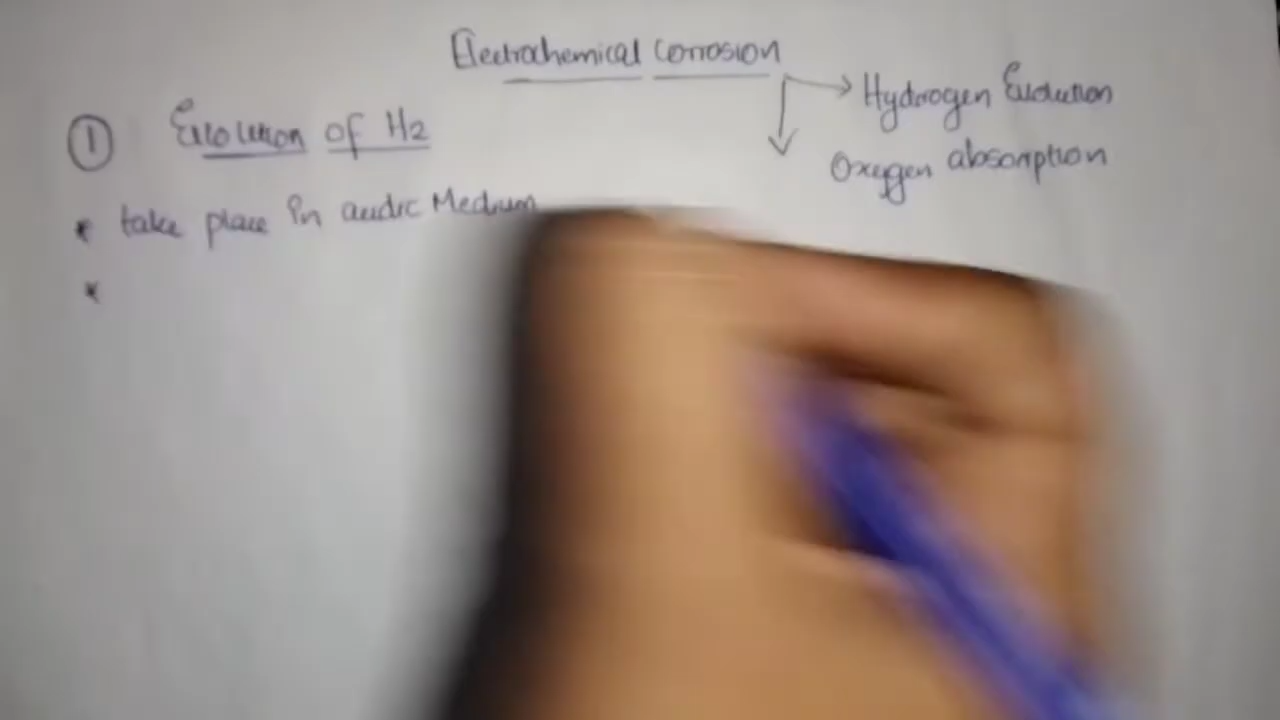 Electrochemical corrosion
Hydrogen Evolution
① Evolution of H2
Oxygen absorption
* take place in acidic Medium
*